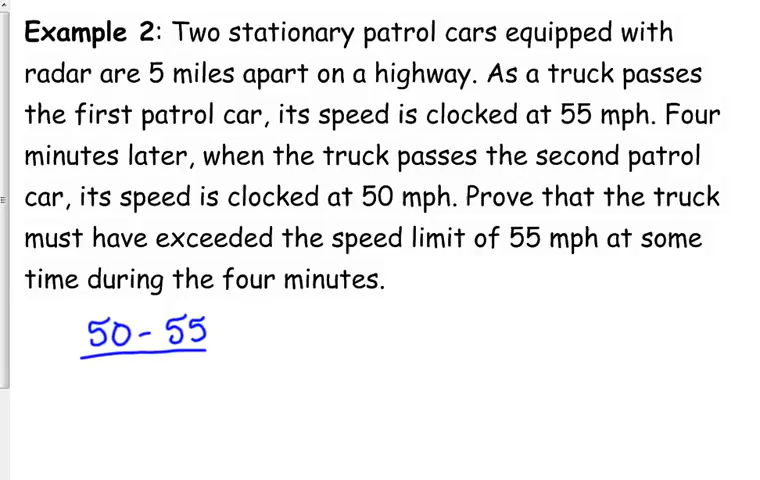 Example 2: Two stationary patrol cars equipped with
radar are 5 miles apart on a highway. As a truck passes
the first patrol car, its speed is clocked at 55 mph. Four
minutes later, when the truck passes the second patrol
car, its speed is clocked at 50 mph. Prove that the truck
must have exceeded the speed limit of 55 mph at some
time during the four minutes.
50 - 55